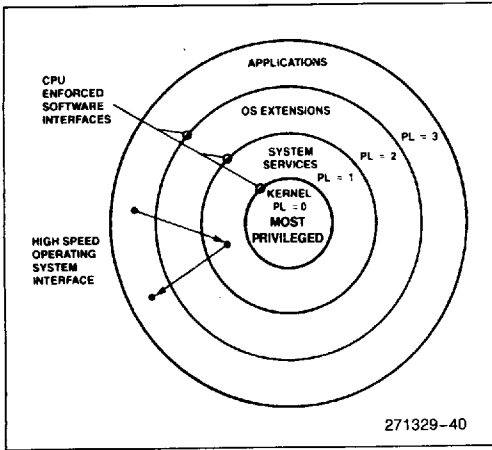 APPLICATIONS
CPU
ENFORCED
SOFTWARE
INTERFACES
OS EXTENSIONS
PL = 3
SYSTEM
SERVICES
PL = 2
PL = 1
KERNEL
PL = 0
MOST
PRIVILEGED
HIGH SPEED
OPERATING
SYSTEM
INTERFACE
271329-40